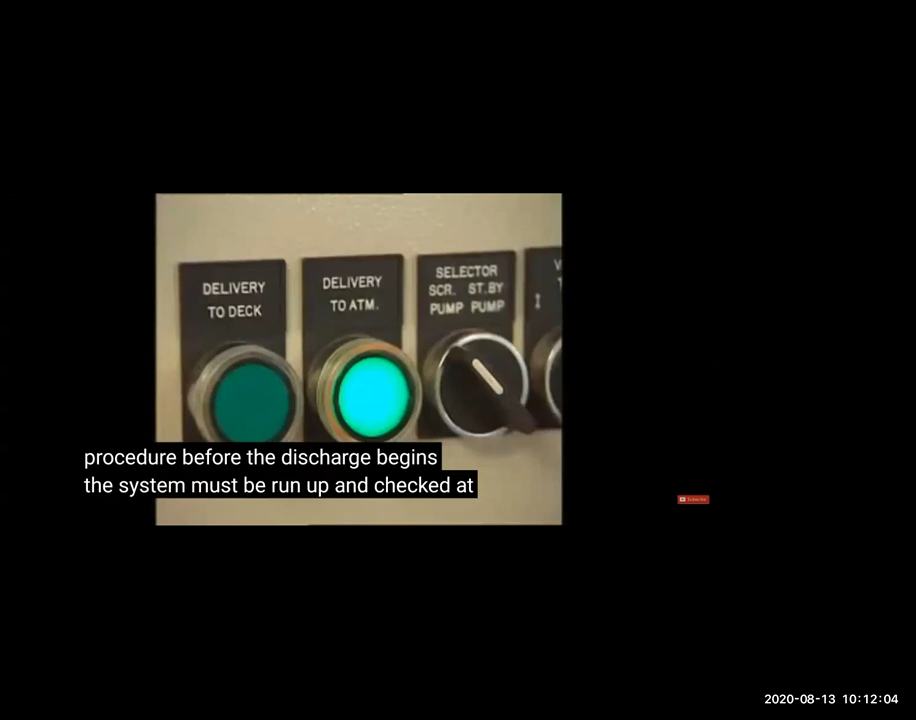 DELIVERY
TO DECK
DELIVERY
TO ATM.
SELECTOR
SCR. ST.BY
PUMP PUMP
V
T
I
procedure before the discharge begins
the system must be run up and checked at
Subscribe
2020-08-13 10:12:04